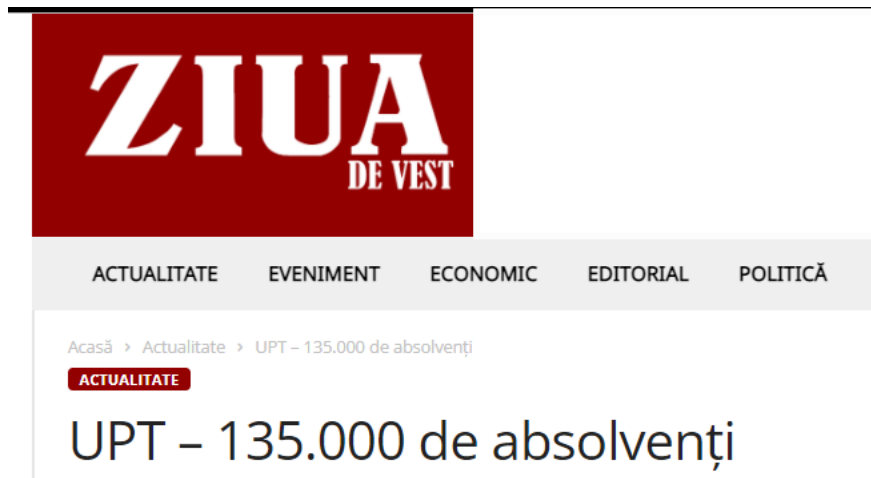 ZIUA
DE VEST
ACTUALITATE EVENIMENT ECONOMIC EDITORIAL POLITICĂ
Acasă › Actualitate › UPT – 135.000 de absolvenți
ACTUALITATE
UPT – 135.000 de absolvenți